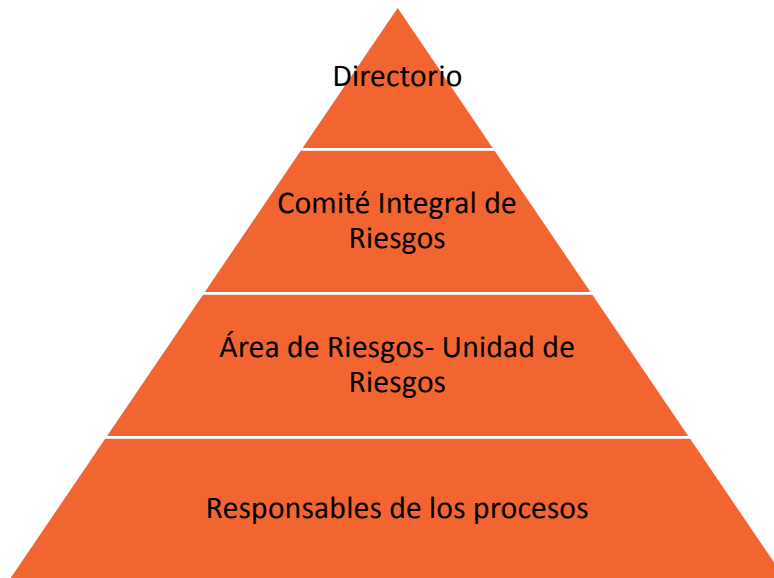 Directorio
Comité Integral de
Riesgos
Área de Riesgos- Unidad de
Riesgos
Responsables de los procesos